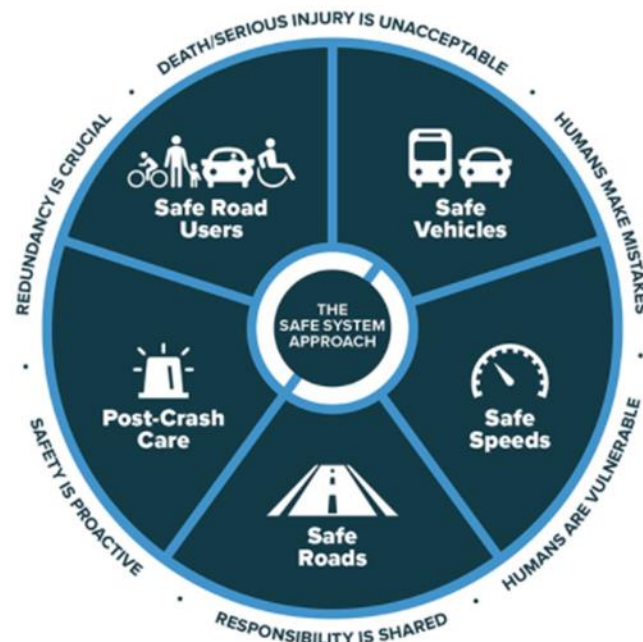 DEATH/SERIOUS INJURY IS UNACCEPTABLE
HUMANS MAKE MISTAKES
HUMANS ARE VULNERABLE
RESPONSIBILITY IS SHARED
SAFETY IS PROACTIVE
REDUNDANCY IS CRUCIAL
Safe Road
Users
Safe
Vehicles
Safe
Speeds
Safe
Roads
Post-Crash
Care
THE
SAFE SYSTEM
APPROACH